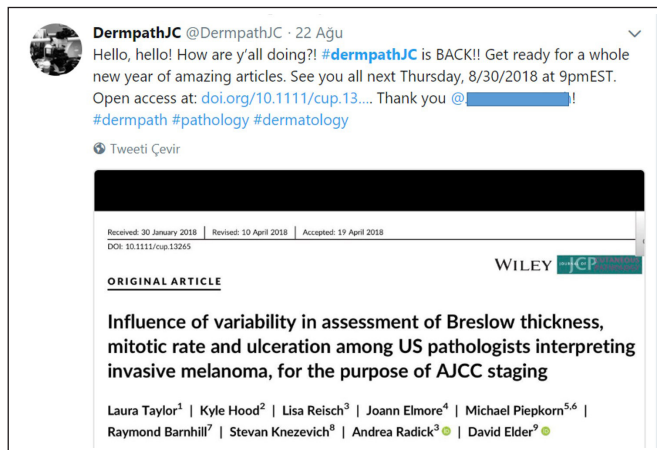 DermpathJC @DermpathJC · 22 Ağu
Hello, hello! How are y'all doing?! #dermpathJC is BACK!! Get ready for a whole
new year of amazing articles. See you all next Thursday, 8/30/2018 at 9pmEST.
Open access at: doi.org/10.1111/cup.13.... Thank you @ !
#dermpath #pathology #dermatology
Tweeti Çevir
Received: 30 January 2018 | Revised: 10 April 2018 | Accepted: 19 April 2018
DOI: 10.1111/cup.13265
WILEY JCP
ORIGINAL ARTICLE
Influence of variability in assessment of Breslow thickness,
mitotic rate and ulceration among US pathologists interpreting
invasive melanoma, for the purpose of AJCC staging
Laura Taylor1 | Kyle Hood2 | Lisa Reisch3 | Joann Elmore4 | Michael Piepkorn5,6 |
Raymond Barnhill7 | Stevan Knezevich8 | Andrea Radick3 | David Elder9